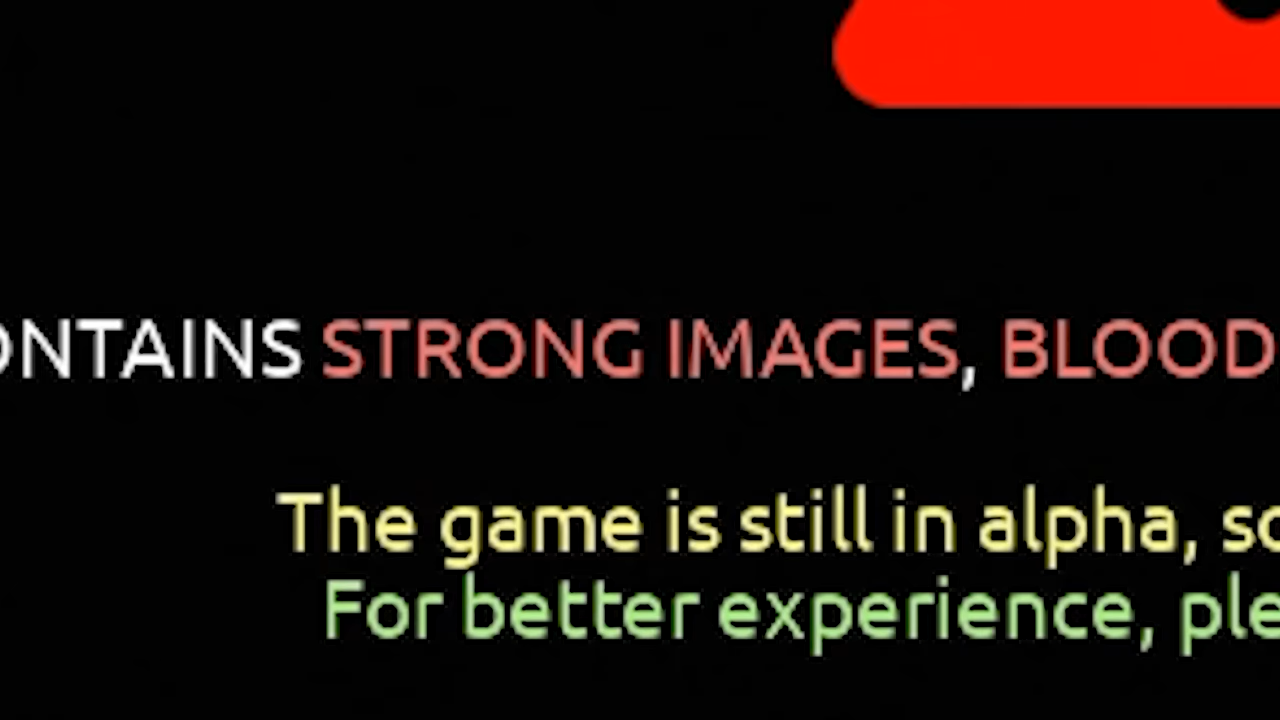 ONTAINS STRONG IMAGES, BLOOD
The game is still in alpha, so
For better experience, ple